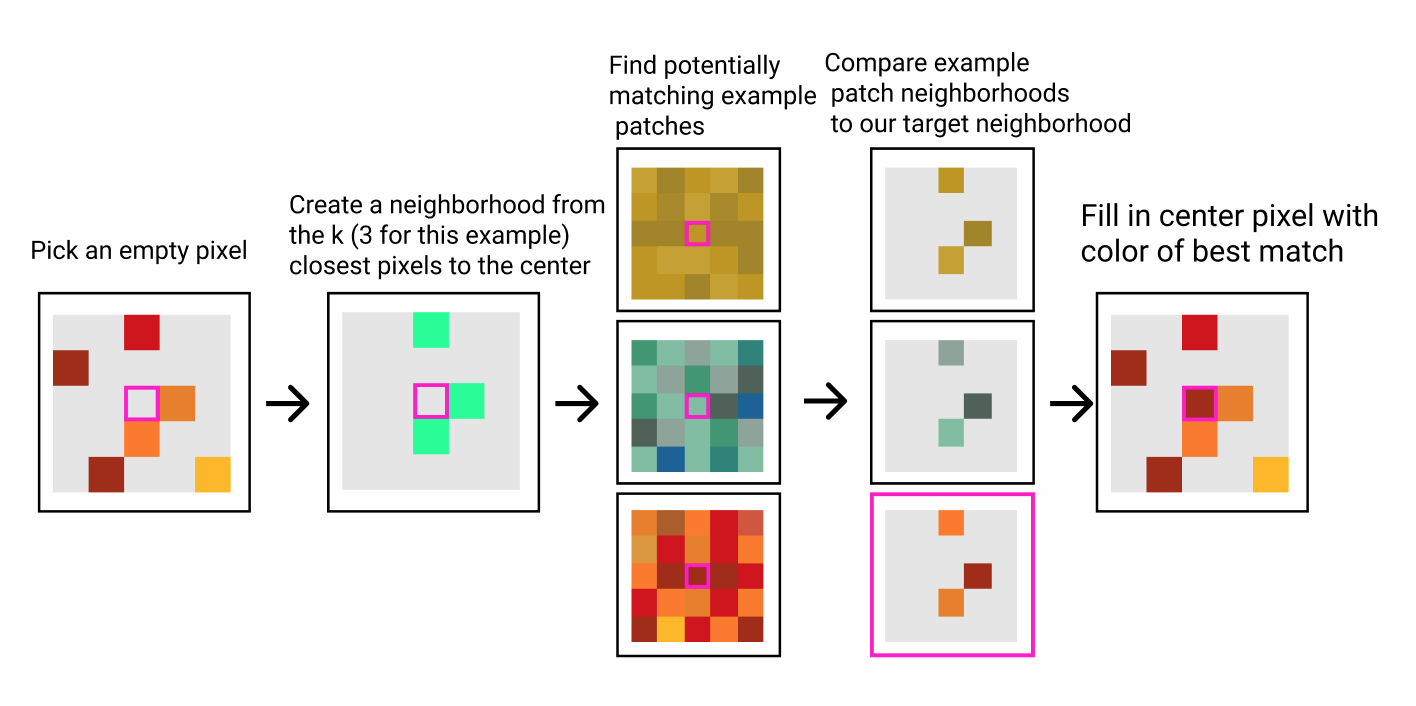 Pick an empty pixel
Create a neighborhood from
the k (3 for this example)
closest pixels to the center
Find potentially
matching example
patches
Compare example
patch neighborhoods
to our target neighborhood
Fill in center pixel with
color of best match